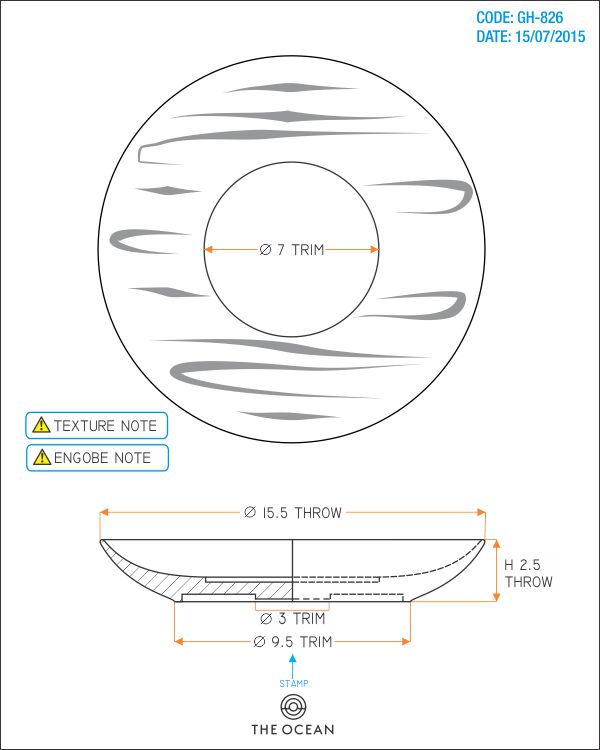 CODE: GH-826
DATE: 15/07/2015
Ø 7 TRIM
TEXTURE NOTE
ENGOBE NOTE
Ø 15.5 THROW
H 2.5
THROW
Ø 3 TRIM
Ø 9.5 TRIM
STAMP
THE OCEAN